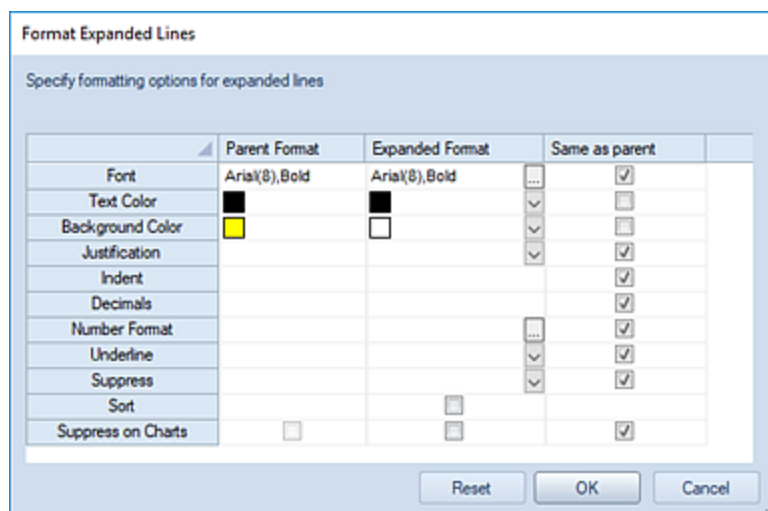 Format Expanded Lines
Specify formatting options for expanded lines
Parent Format Expanded Format Same as parent
Font Arial(8),Bold Arial(8),Bold ...
Text Color
Background Color
Justification
Indent
Decimals
Number Format ...
Underline
Suppress
Sort
Suppress on Charts
Reset OK Cancel